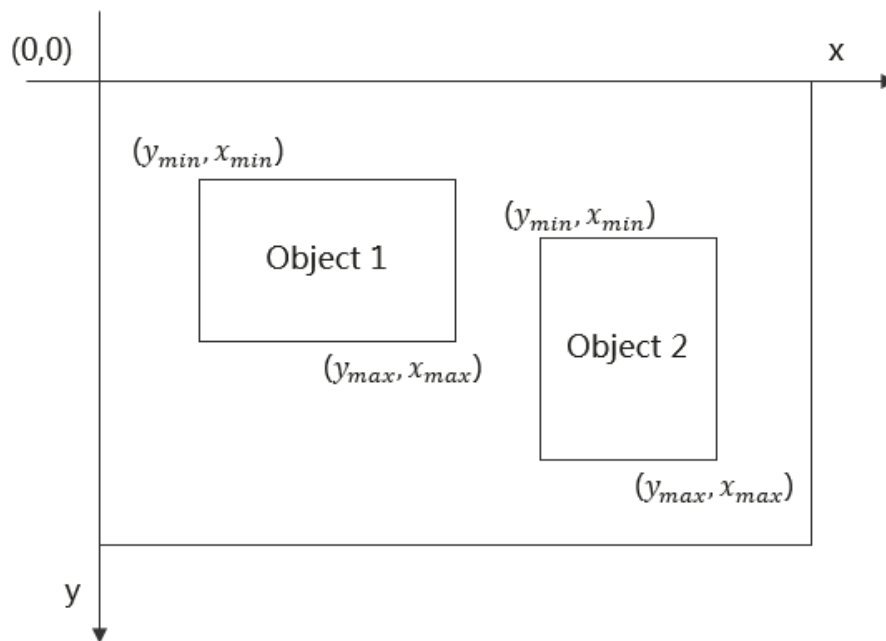 (0,0)
x
(y_min, x_min)
(y_min, x_min)
Object 1
Object 2
(y_max, x_max)
(y_max, x_max)
y